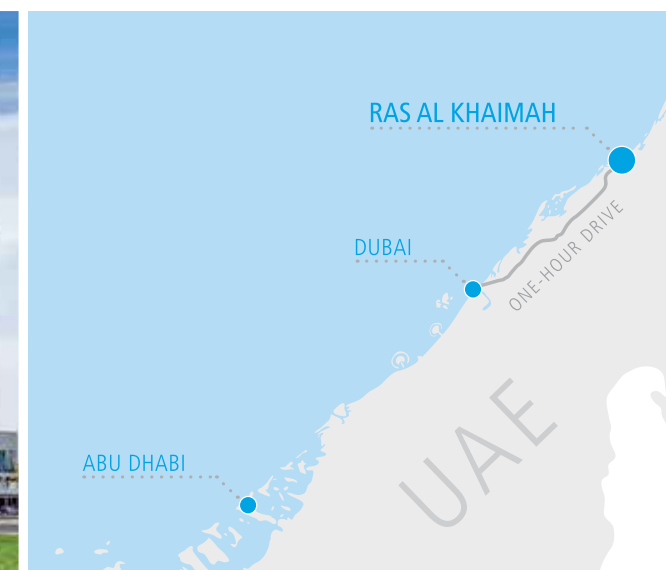 RAS AL KHAIMAH
DUBAI
ONE-HOUR DRIVE
UAE
ABU DHABI